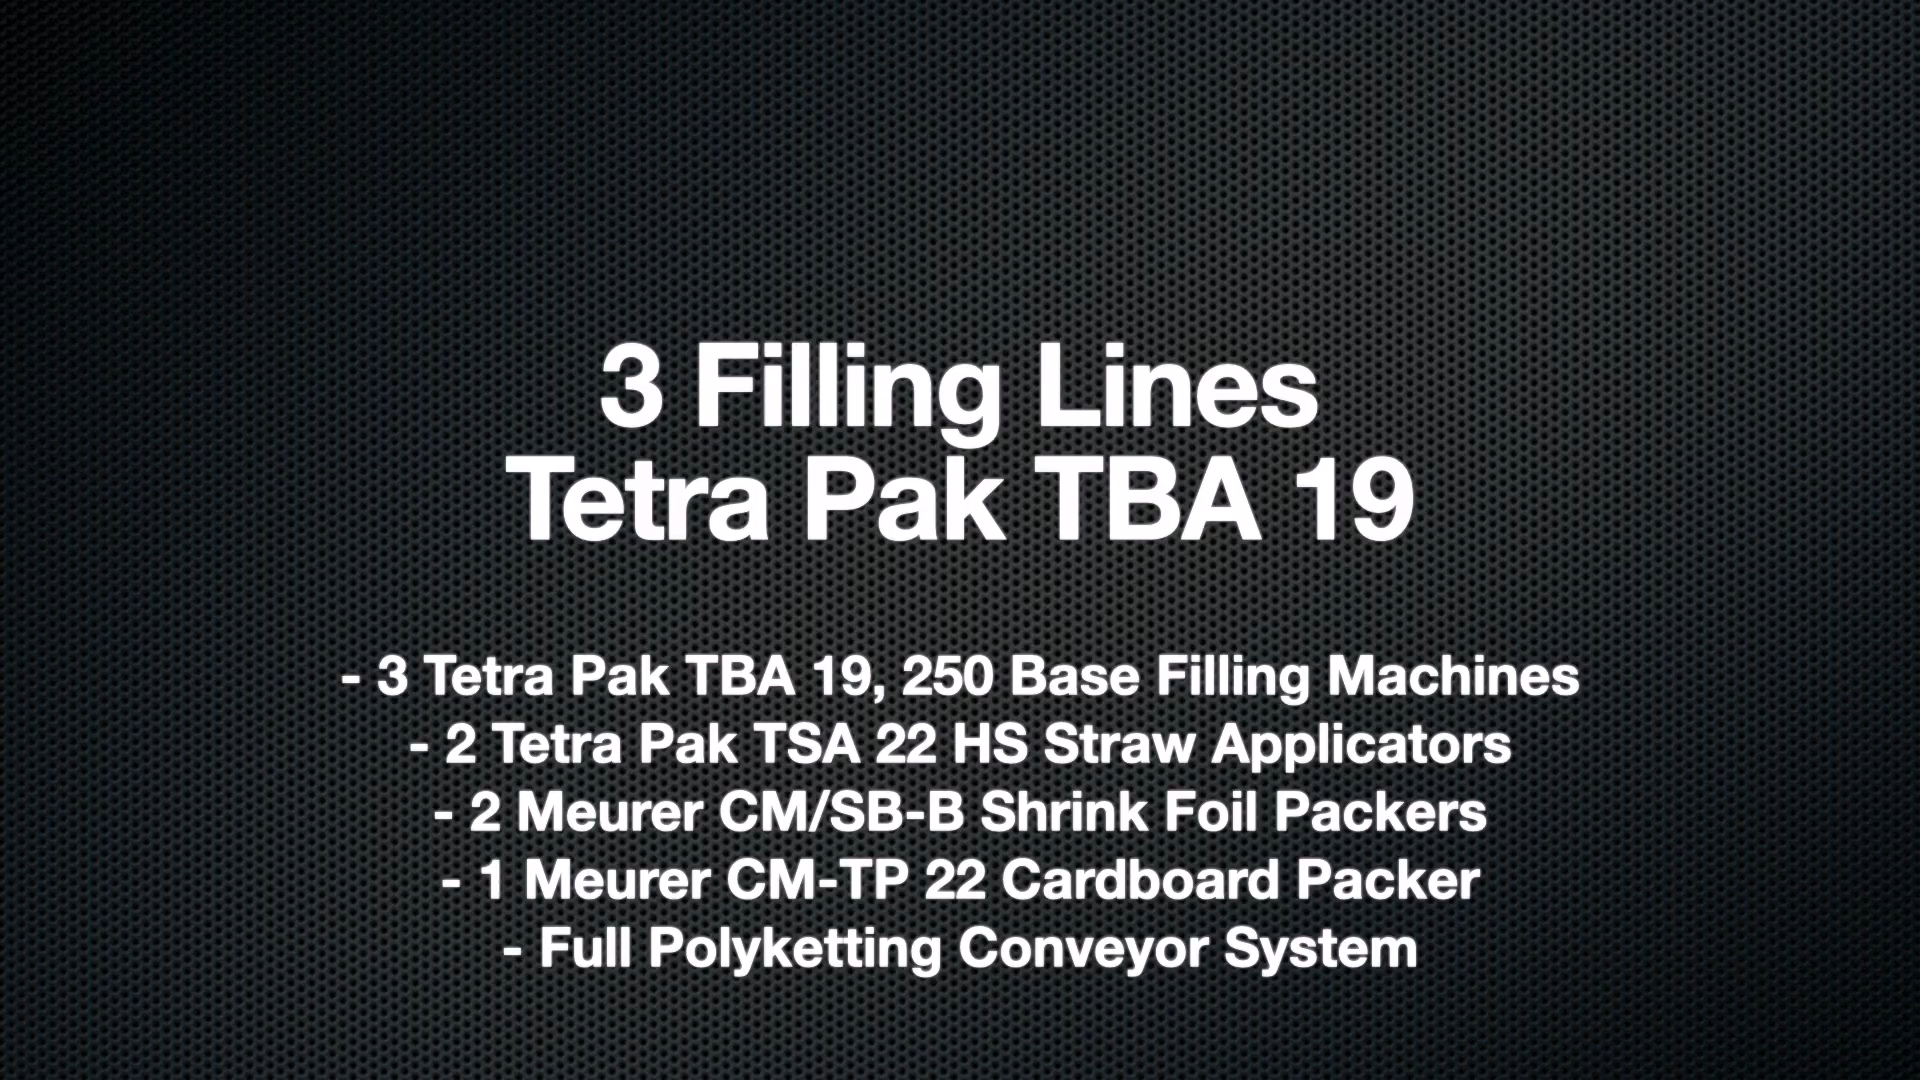 3 Filling Lines
Tetra Pak TBA 19
- 3 Tetra Pak TBA 19, 250 Base Filling Machines
- 2 Tetra Pak TSA 22 HS Straw Applicators
- 2 Meurer CM/SB-B Shrink Foil Packers
- 1 Meurer CM-TP 22 Cardboard Packer
- Full Polyketting Conveyor System